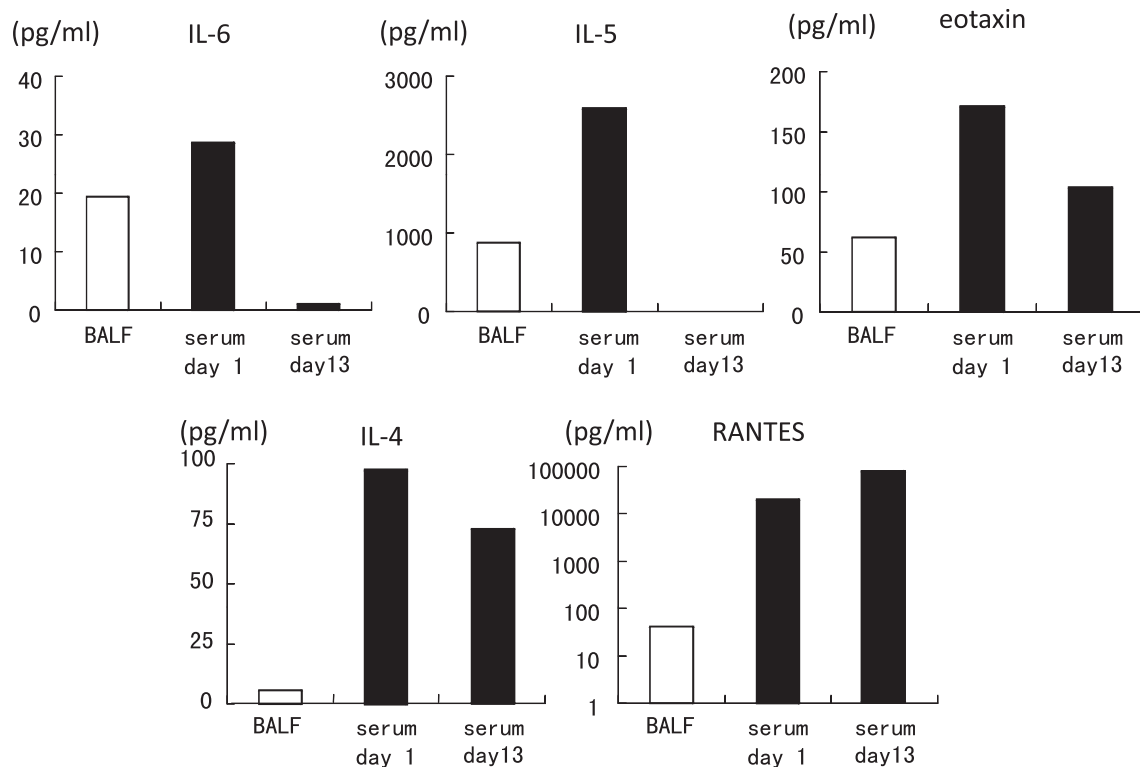 (pg/ml) IL-6
40
30
20
10
0
BALF serum day 1 serum day13
(pg/ml) IL-5
3000
2000
1000
0
BALF serum day 1 serum day13
eotaxin
(pg/ml)
200
150
100
50
0
BALF serum day 1 serum day13
(pg/ml) IL-4
100
75
50
25
0
BALF serum day 1 serum day13
(pg/ml) RANTES
100000
10000
1000
100
10
1
BALF serum day 1 serum day13